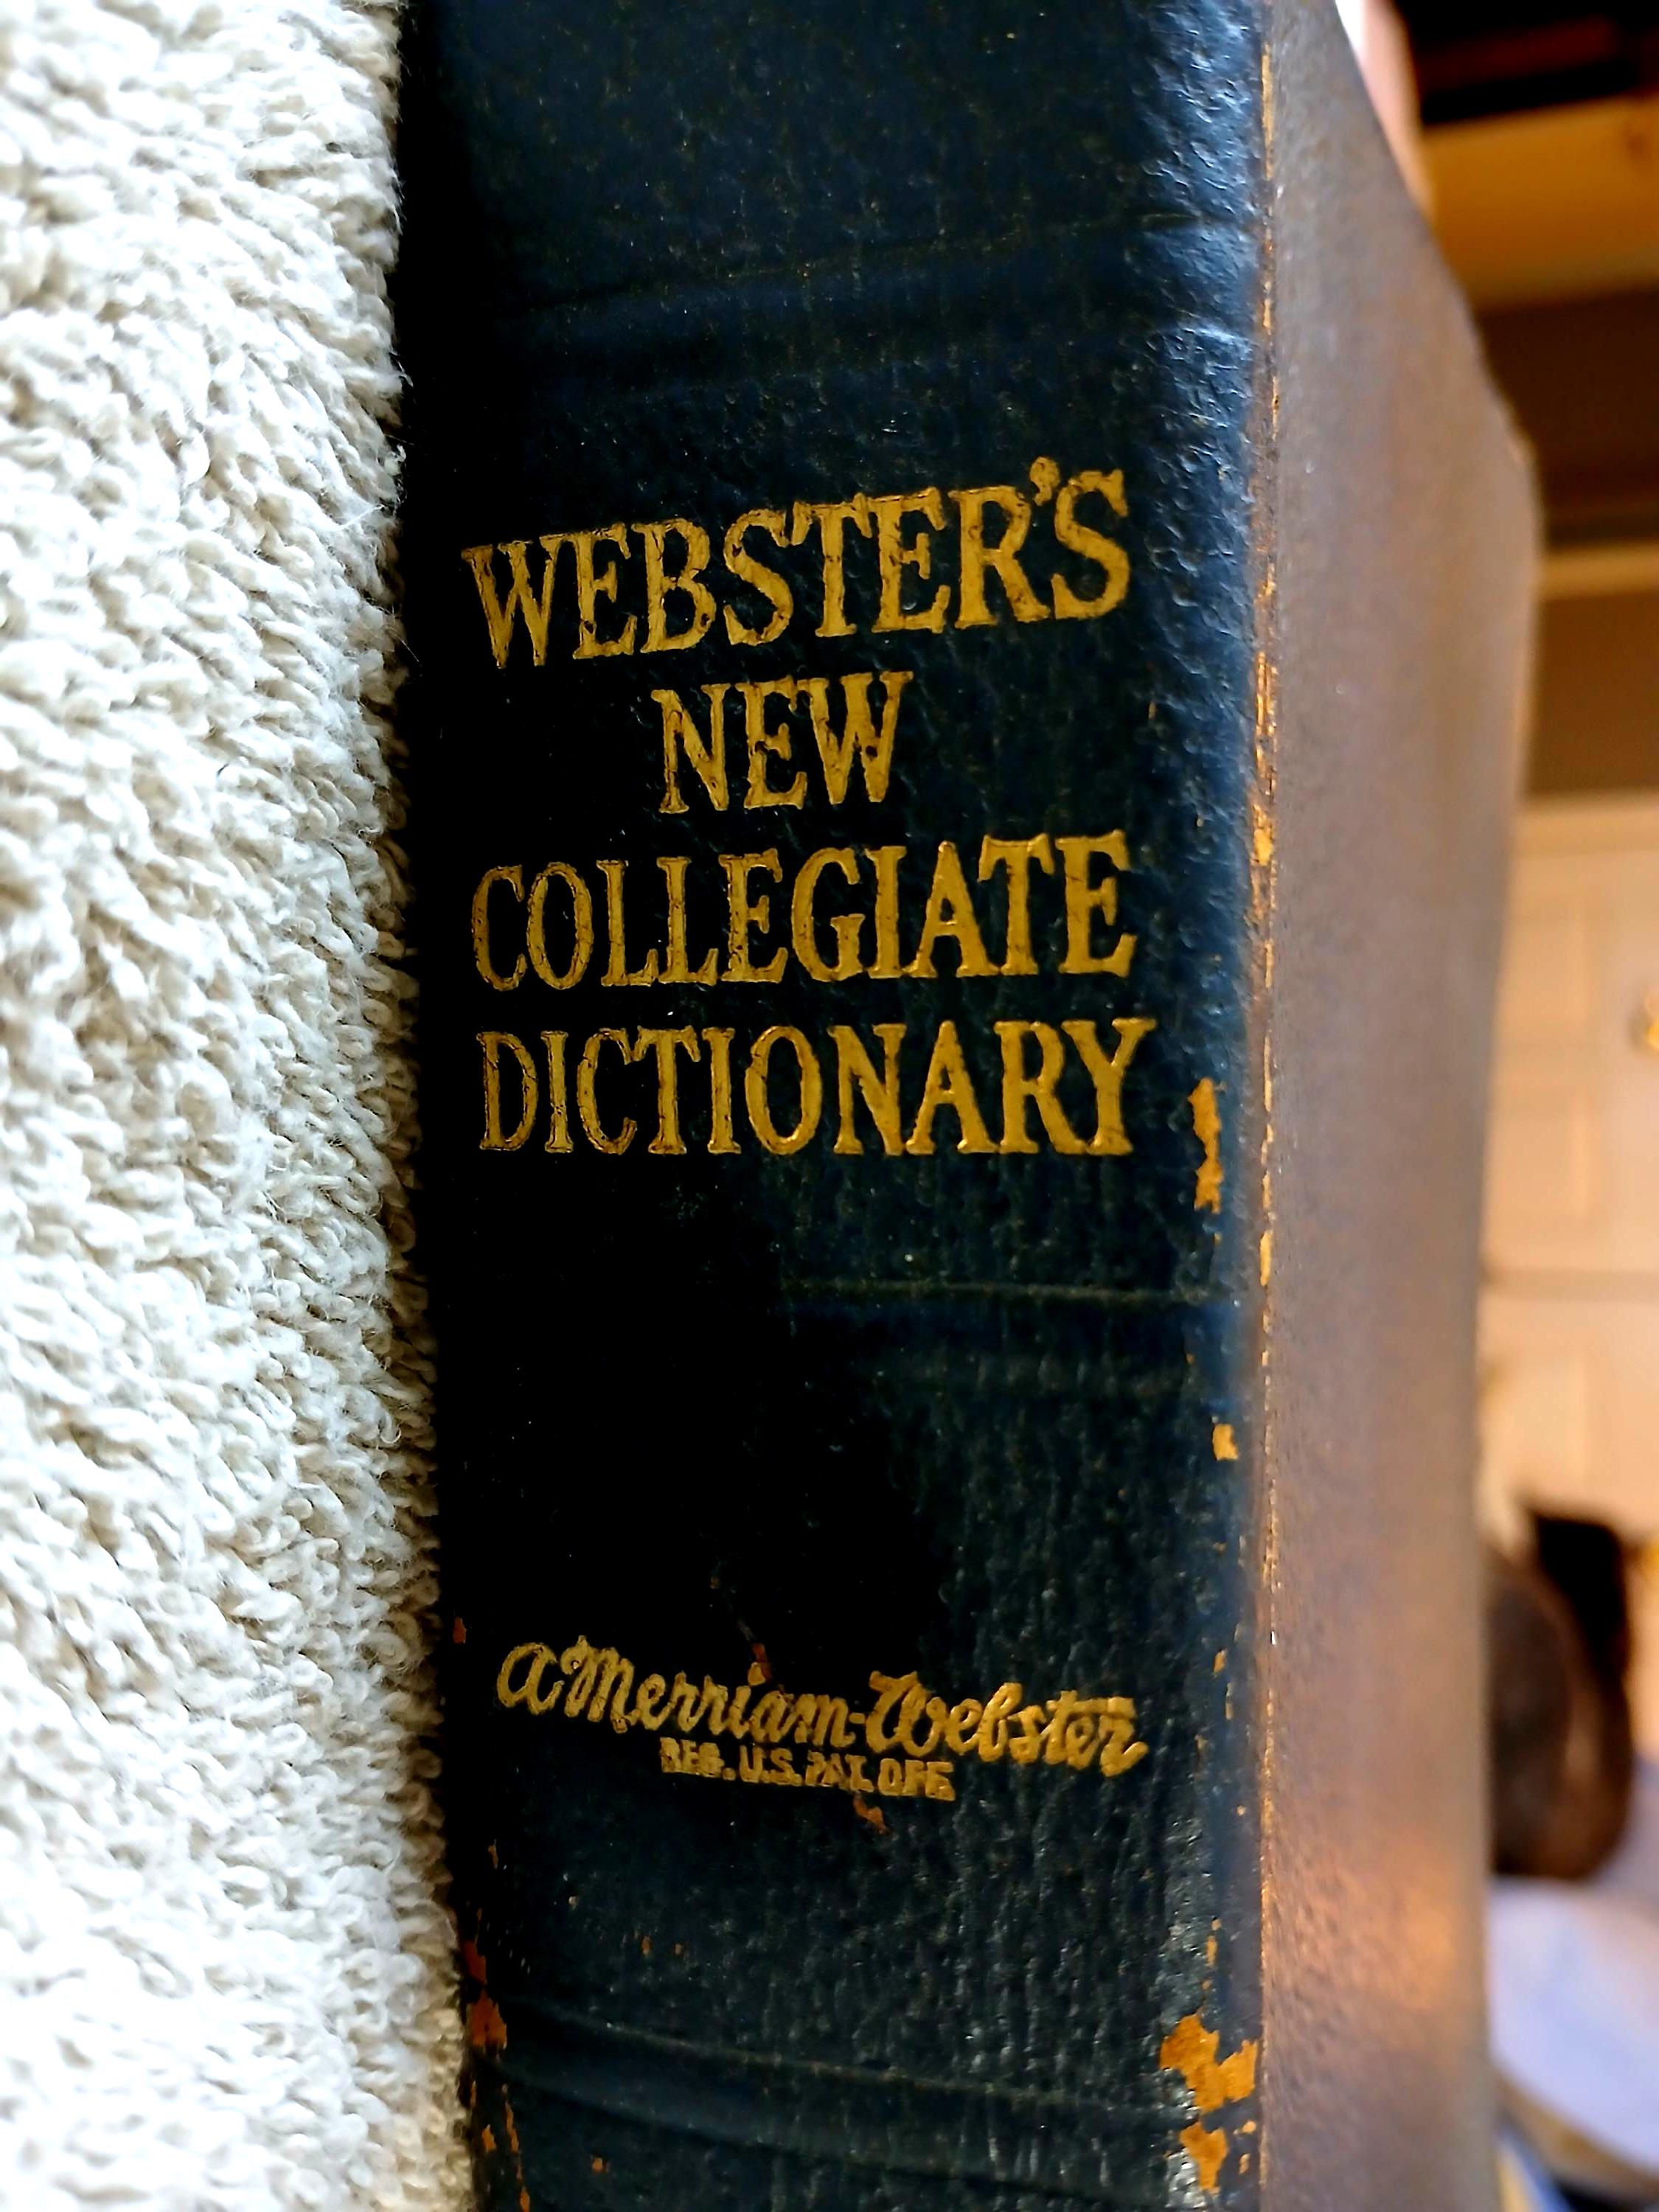 WEBSTER'S
NEW
COLLEGIATE
DICTIONARY
a Merriam-Webster
REG. U.S. PAT. OFF.